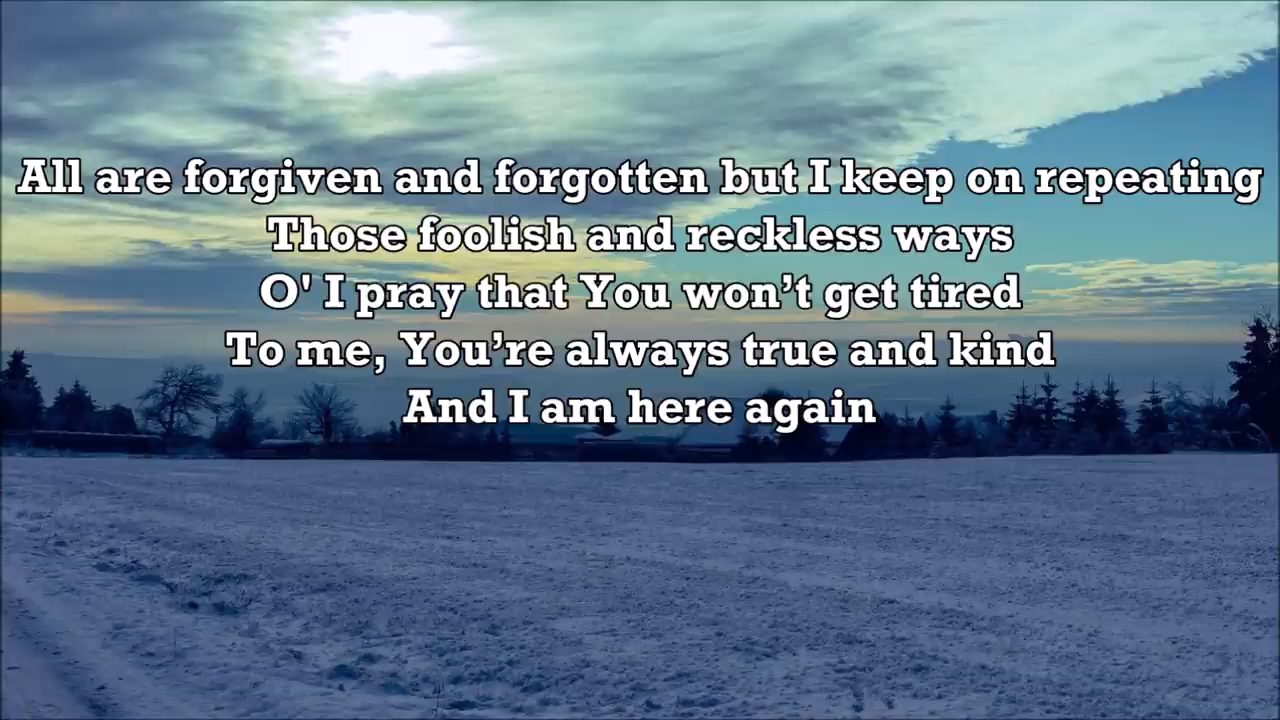 All are forgiven and forgotten but I keep on repeating
Those foolish and reckless ways
O' I pray that You won’t get tired
To me, You’re always true and kind
And I am here again